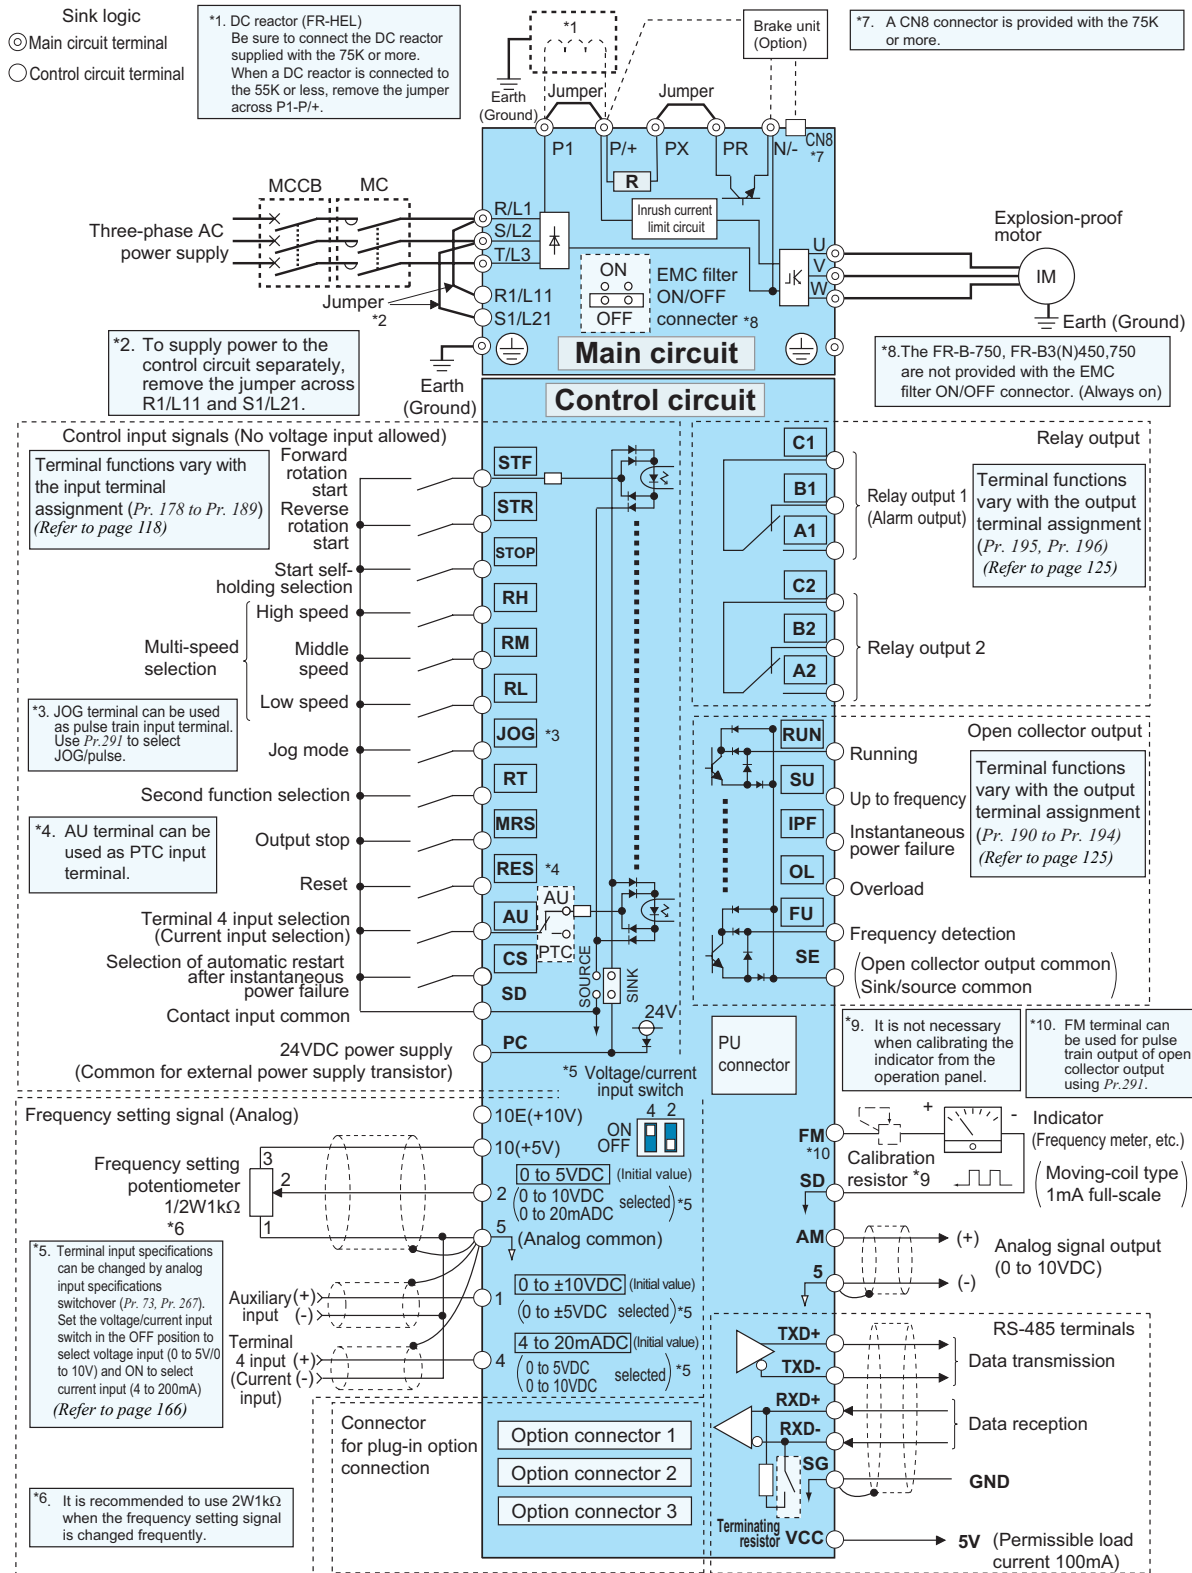 Sink logic
Main circuit terminal
Control circuit terminal
*1. DC reactor (FR-HEL)
Be sure to connect the DC reactor
supplied with the 75K or more.
When a DC reactor is connected to
the 55K or less, remove the jumper
across P1-P/+.
*1
Brake unit
(Option)
*7. A CN8 connector is provided with the 75K
or more.
Earth
(Ground)
Jumper
Jumper
P1
P/+
PX
PR
N/-
CN8
*7
R
MCCB
MC
Inrush current
limit circuit
Three-phase AC
power supply
R/L1
S/L2
T/L3
R1/L11
S1/L21
Jumper
*2
ON
OFF
EMC filter
ON/OFF
connecter *8
U
V
W
Explosion-proof
motor
IM
Earth (Ground)
Main circuit
*2. To supply power to the
control circuit separately,
remove the jumper across
R1/L11 and S1/L21.
Earth
(Ground)
*8.The FR-B-750, FR-B3(N)450,750
are not provided with the EMC
filter ON/OFF connector. (Always on)
Control circuit
Control input signals (No voltage input allowed)
Terminal functions vary with
the input terminal
assignment (Pr. 178 to Pr. 189)
(Refer to page 118)
Forward
rotation
start
Reverse
rotation
start
Start self-
holding selection
Multi-speed
selection
High speed
Middle
speed
Low speed
*3. JOG terminal can be used
as pulse train input terminal.
Use Pr.291 to select
JOG/pulse.
Jog mode
Second function selection
*4. AU terminal can be
used as PTC input
terminal.
Output stop
Reset
Terminal 4 input selection
(Current input selection)
Selection of automatic restart
after instantaneous
power failure
Contact input common
24VDC power supply
(Common for external power supply transistor)
STF
STR
STOP
RH
RM
RL
JOG *3
RT
MRS
RES *4
AU
CS
SD
PC
AU
PTC
SOURCE
SINK
24V
Relay output
C1
B1
A1
Relay output 1
(Alarm output)
Terminal functions
vary with the output
terminal assignment
(Pr. 195, Pr. 196)
(Refer to page 125)
C2
B2
A2
Relay output 2
Open collector output
RUN
SU
IPF
OL
FU
SE
Running
Up to frequency
Instantaneous
power failure
Overload
Frequency detection
(Open collector output common)
(Sink/source common)
Terminal functions
vary with the output
terminal assignment
(Pr. 190 to Pr. 194)
(Refer to page 125)
PU
connector
*9. It is not necessary
when calibrating the
indicator from the
operation panel.
*10. FM terminal can
be used for pulse
train output of open
collector output
using Pr.291.
*5 Voltage/current
input switch
4 2
ON
OFF
Frequency setting signal (Analog)
Frequency setting
potentiometer
1/2W1kΩ
*6
3
2
1
10E(+10V)
10(+5V)
2
0 to 5VDC (Initial value)
(0 to 10VDC
0 to 20mADC selected) *5
5
(Analog common)
*5. Terminal input specifications
can be changed by analog
input specifications
switchover (Pr. 73, Pr. 267).
Set the voltage/current input
switch in the OFF position to
select voltage input (0 to 5V/0
to 10V) and ON to select
current input (4 to 200mA)
(Refer to page 166)
Auxiliary (+)
input (-)
1
0 to ±10VDC (Initial value)
(0 to ±5VDC selected) *5
Terminal
4 input (+)
(Current (-)
input)
4
4 to 20mADC (Initial value)
(0 to 5VDC
0 to 10VDC selected) *5
FM
*10
SD
+
-
Calibration
resistor *9
Indicator
(Frequency meter, etc.)
(Moving-coil type
1mA full-scale)
AM
5
(+)
(-)
Analog signal output
(0 to 10VDC)
RS-485 terminals
TXD+
TXD-
Data transmission
RXD+
RXD-
Data reception
SG
GND
Terminating
resistor
VCC
5V
(Permissible load
current 100mA)
Connector
for plug-in option
connection
Option connector 1
Option connector 2
Option connector 3
*6. It is recommended to use 2W1kΩ
when the frequency setting signal
is changed frequently.